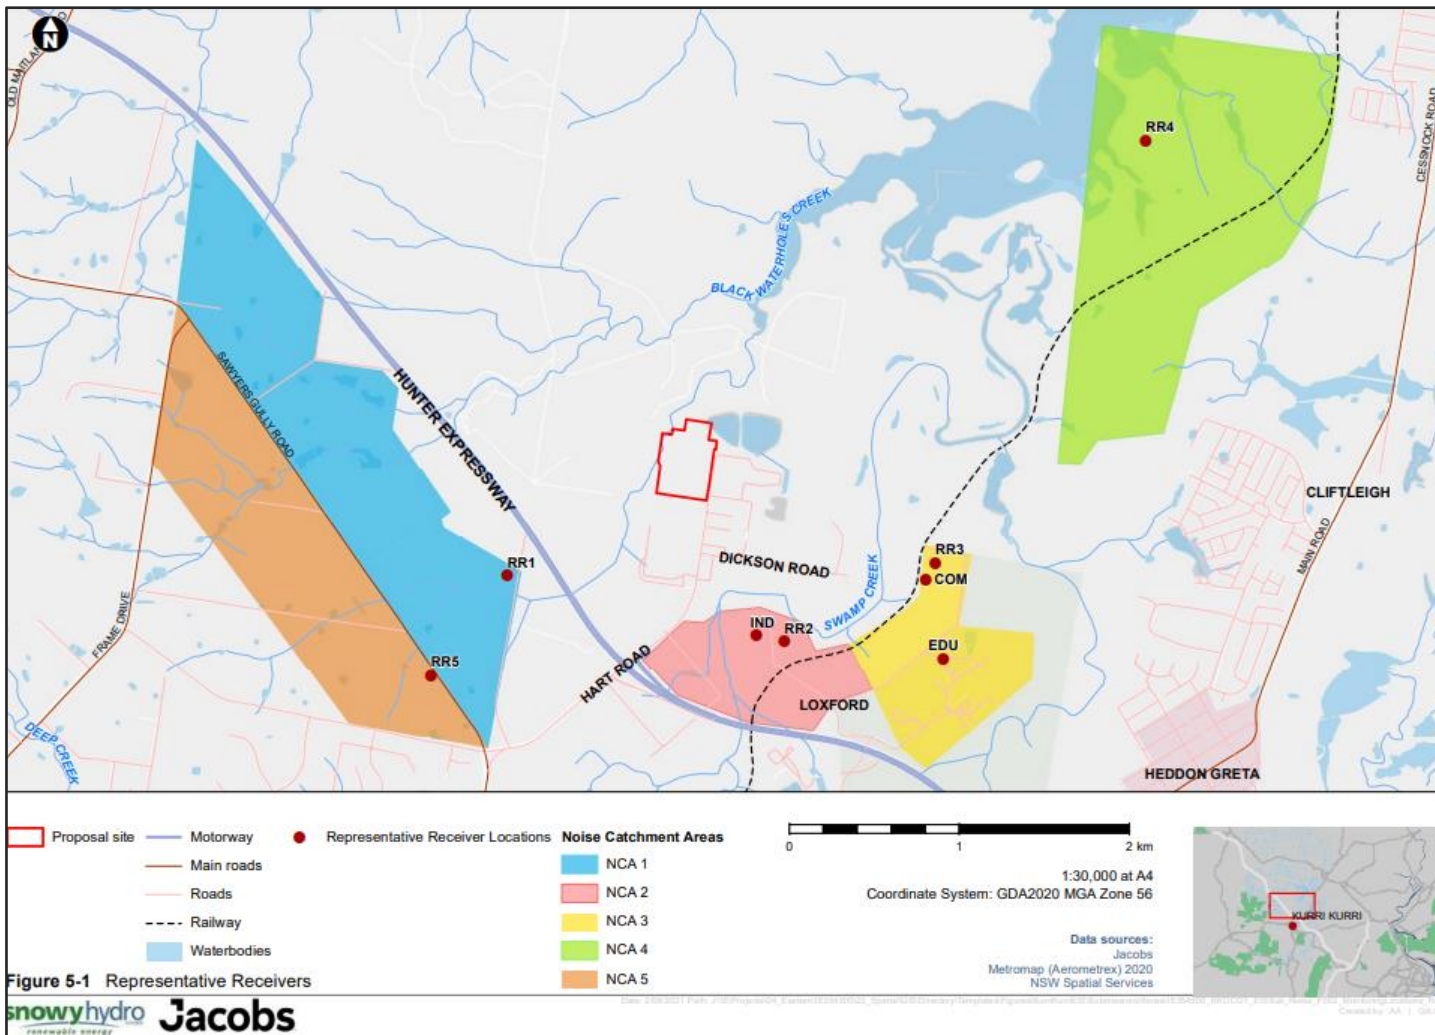 N
OLD MAITLAND
RR4
CESSNOCK ROAD
BLACK WATERHOLES CREEK
SAWYERS GULLY ROAD
HUNTER EXPRESSWAY
CLIFTLEIGH
MAIN ROAD
RR1
DICKSON ROAD
SWAMP CREEK
RR3
COM
FRAME DRIVE
IND
RR2
EDU
RR5
HART ROAD
LOXFORD
DEEP CREEK
HEDDON GRETA
Proposal site
Motorway
Main roads
Roads
Railway
Waterbodies
Representative Receiver Locations
Noise Catchment Areas
NCA 1
NCA 2
NCA 3
NCA 4
NCA 5
0 1 2 km
1:30,000 at A4
Coordinate System: GDA2020 MGA Zone 56
Data sources:
Jacobs
Metromap (Aerometrex) 2020
NSW Spatial Services
KURRI KURRI
Figure 5-1 Representative Receivers
snowyhydro
renewable energy
Jacobs